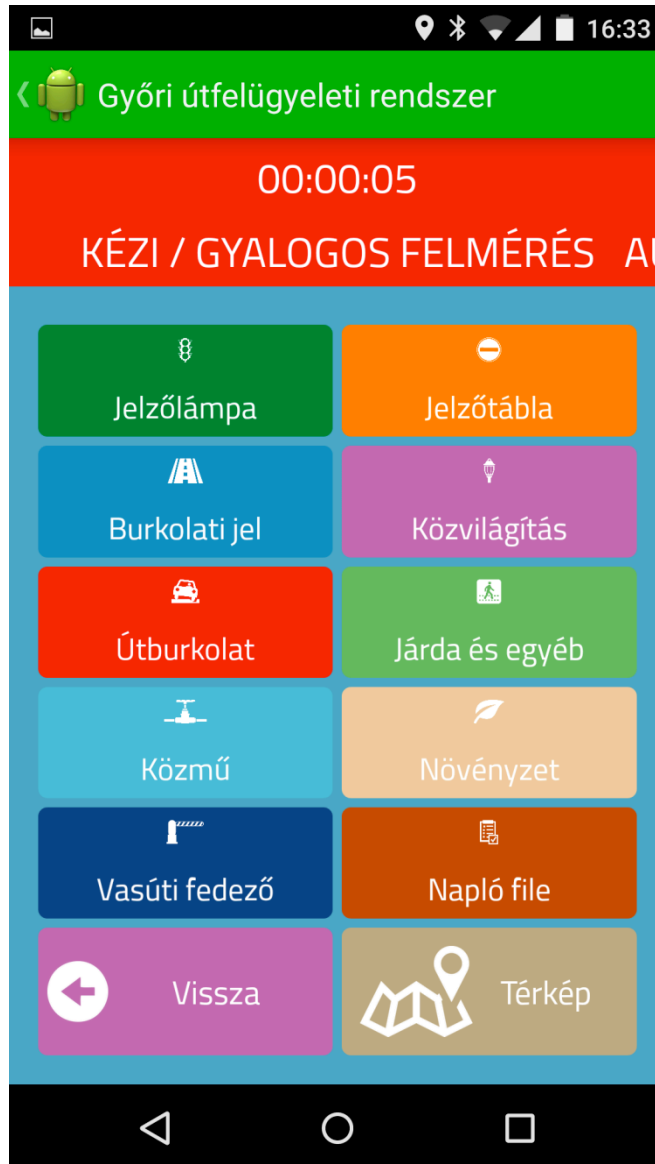 16:33
Győri útfelügyeleti rendszer
00:00:05
KÉZI / GYALOGOS FELMÉRÉS
Jelzőlámpa Jelzőtábla
Burkolati jel Közvilágítás
Útburkolat Járda és egyéb
Közmű Növényzet
Vasúti fedező Napló file
Vissza Térkép